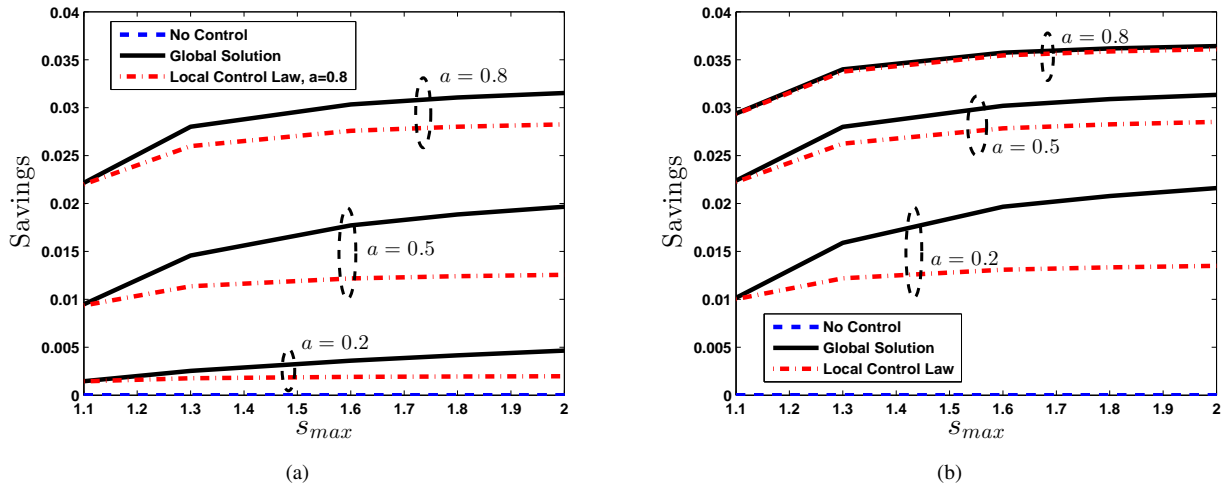 0.04
0.035
0.03
0.025
0.02
0.015
0.01
0.005
0
Savings
No Control
Global Solution
Local Control Law, a=0.8
a = 0.8
a = 0.5
a = 0.2
1.1 1.2 1.3 1.4 1.5 1.6 1.7 1.8 1.9 2
s_max
(a)
0.04
0.035
0.03
0.025
0.02
0.015
0.01
0.005
0
Savings
a = 0.8
a = 0.5
a = 0.2
No Control
Global Solution
Local Control Law
1.1 1.2 1.3 1.4 1.5 1.6 1.7 1.8 1.9 2
s_max
(b)